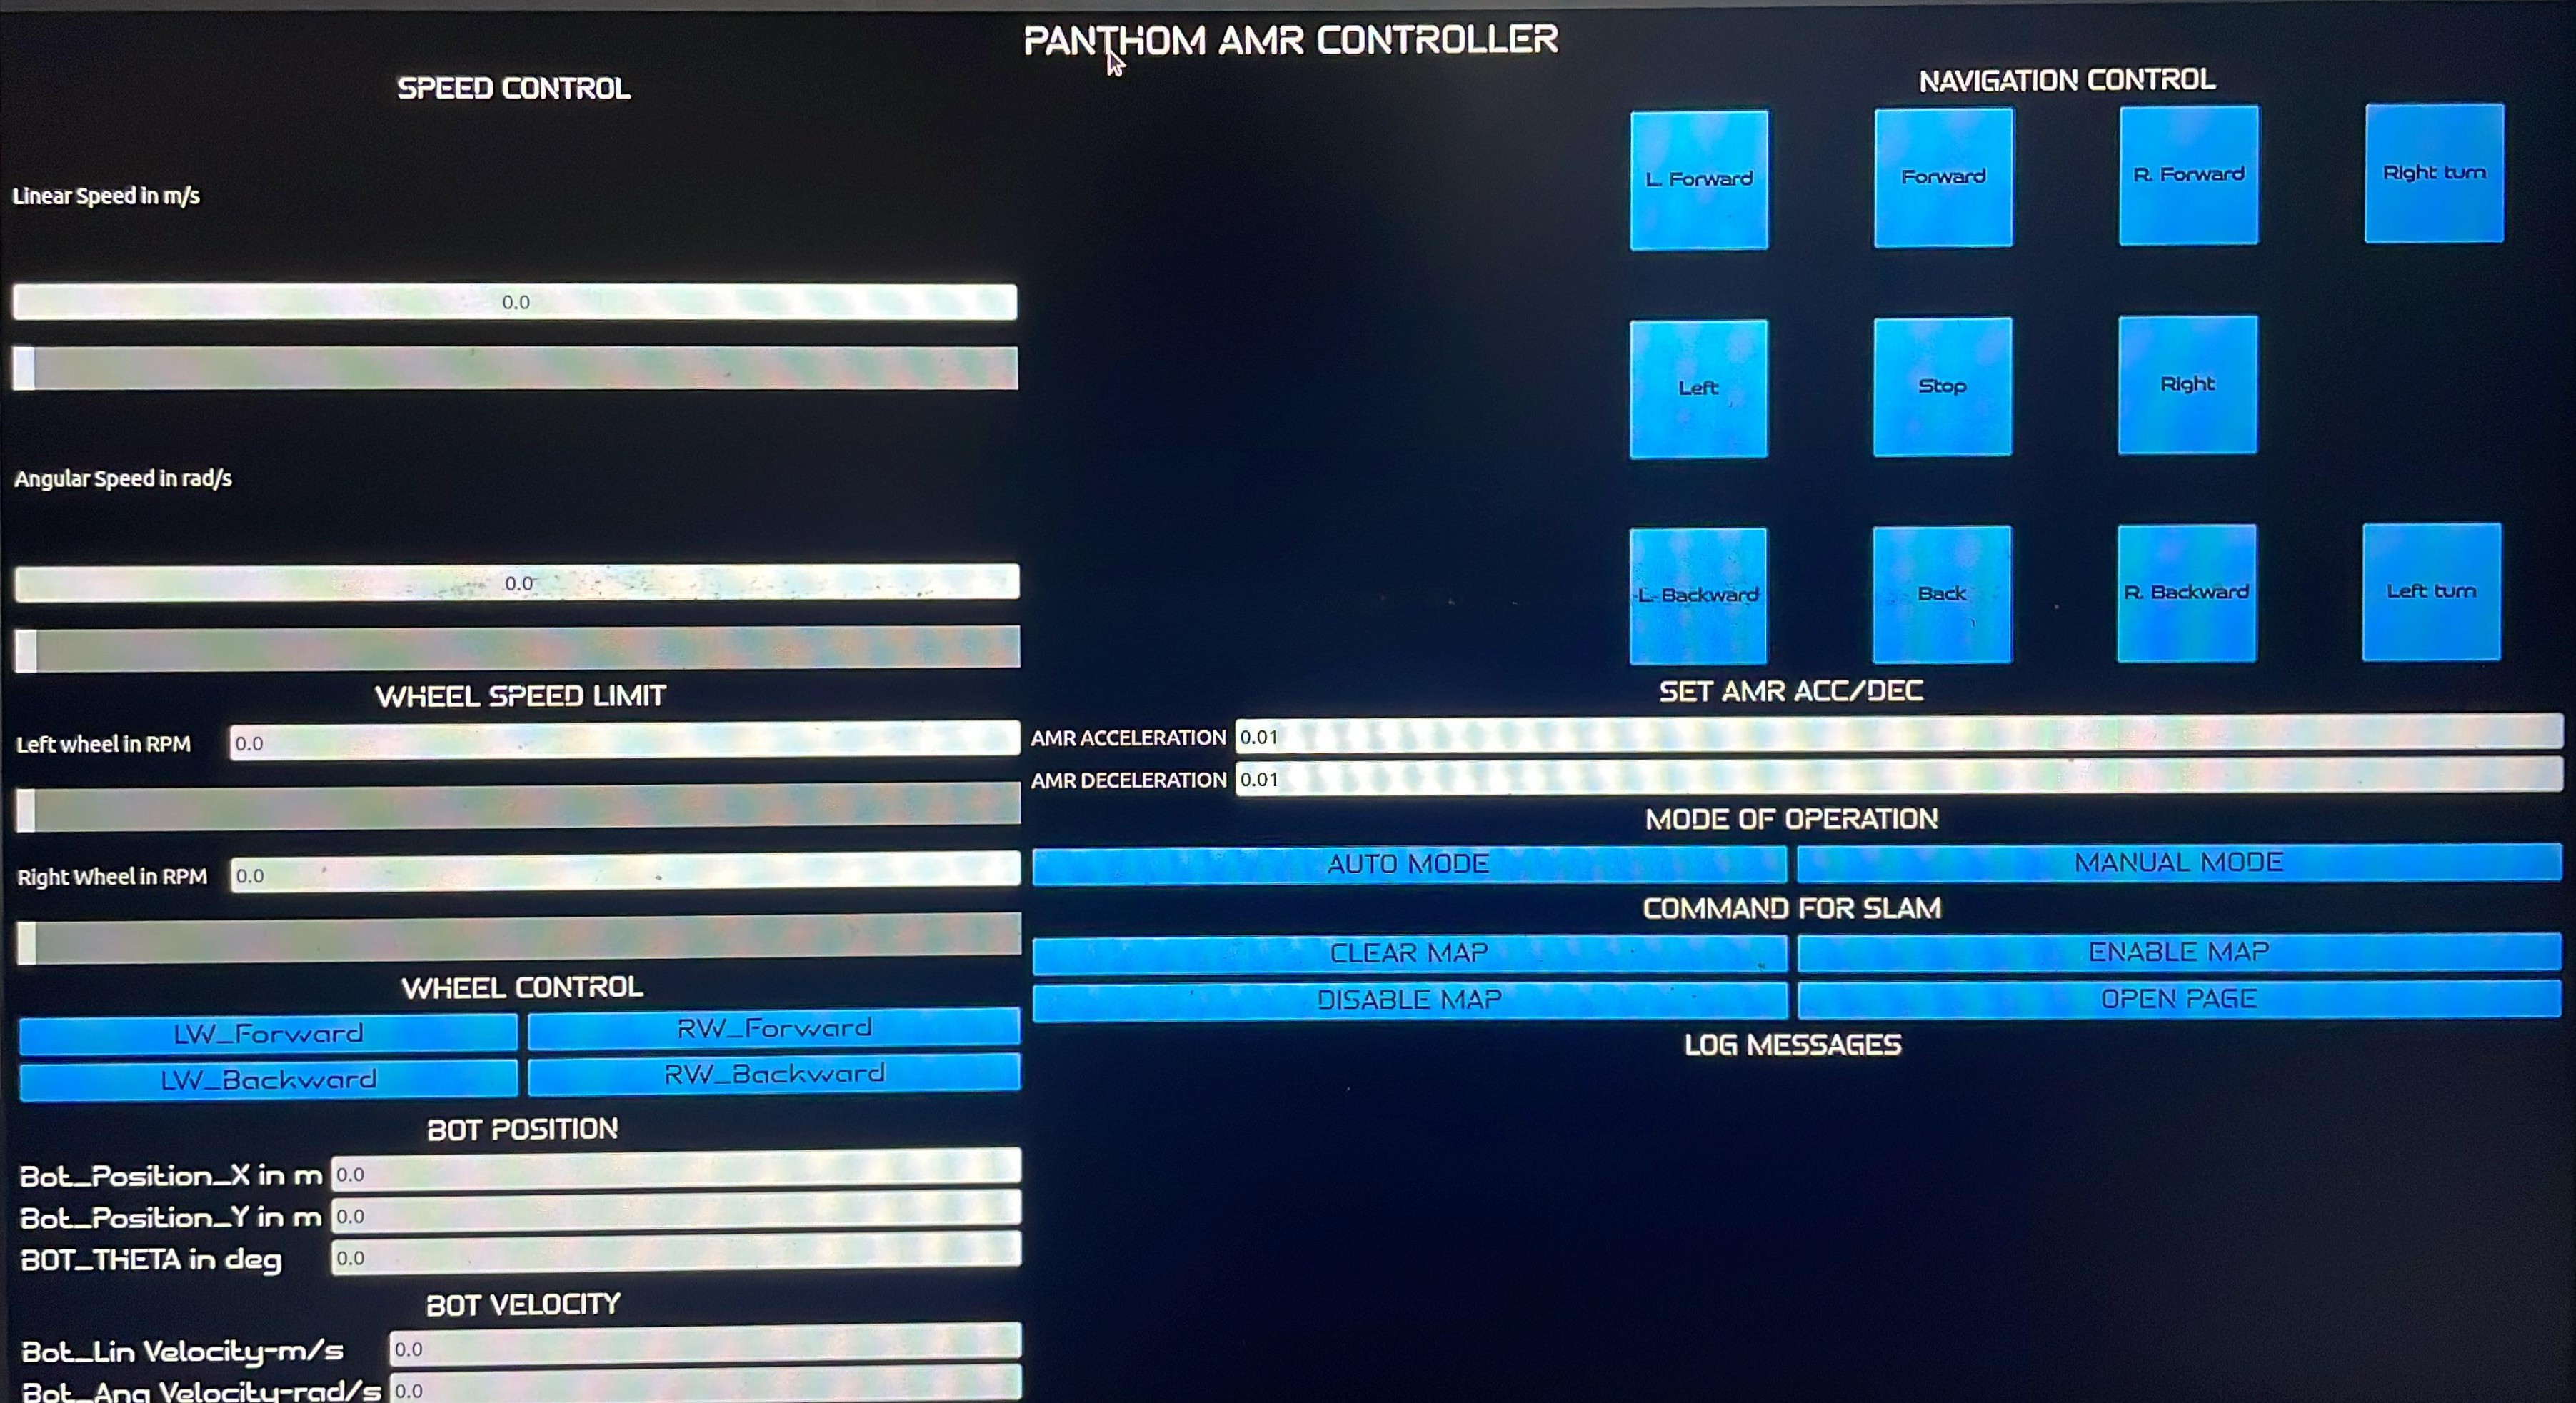 PANTHOM AMR CONTROLLER
SPEED CONTROL
Linear Speed in m/s
0.0
Angular Speed in rad/s
0.0
WHEEL SPEED LIMIT
Left wheel in RPM 0.0
Right Wheel in RPM 0.0
WHEEL CONTROL
LW_Forward RW_Forward
LW_Backward RW_Backward
BOT POSITION
Bot_Position_X in m 0.0
Bot_Position_Y in m 0.0
BOT_THETA in deg 0.0
BOT VELOCITY
Bot_Lin Velocity-m/s 0.0
Bot_Ang Velocity-rad/s 0.0
NAVIGATION CONTROL
L. Forward Forward R. Forward Right turn
Left Stop Right
L. Backward Back R. Backward Left turn
SET AMR ACC/DEC
AMR ACCELERATION 0.01
AMR DECELERATION 0.01
MODE OF OPERATION
AUTO MODE MANUAL MODE
COMMAND FOR SLAM
CLEAR MAP ENABLE MAP
DISABLE MAP OPEN PAGE
LOG MESSAGES